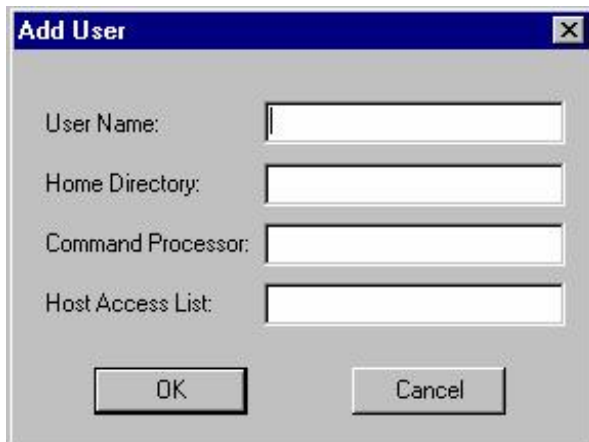 Add User
User Name:
Home Directory:
Command Processor:
Host Access List:
OK
Cancel